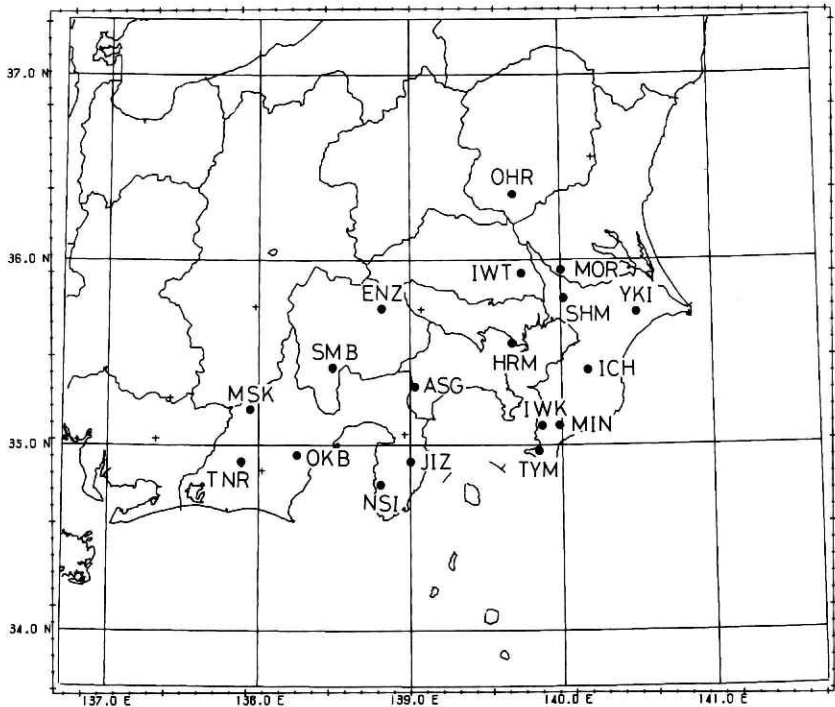 37.0 N
OHR
36.0 N
IWT
MOR
ENZ
YKI
SHM
SMB
HRM
ICH
ASG
MSK
IWK
MIN
35.0 N
OKB
JIZ
TYM
TNR
NSI
34.0 N
137.0 E
138.0 E
139.0 E
140.0 E
141.0 E